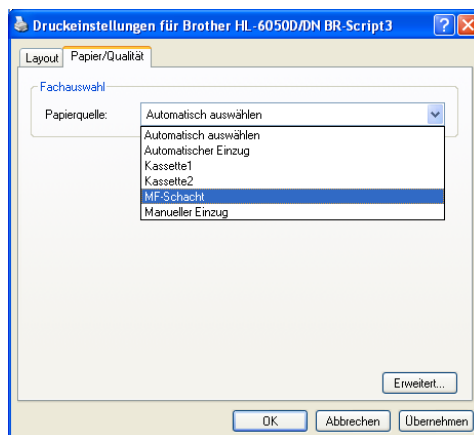 Druckeinstellungen für Brother HL-6050D/DN BR-Script3
Layout Papier/Qualität
Fachauswahl
Papierquelle: Automatisch auswählen
Automatisch auswählen
Automatischer Einzug
Kassette1
Kassette2
MF-Schacht
Manueller Einzug
Erweitert...
OK Abbrechen Übernehmen